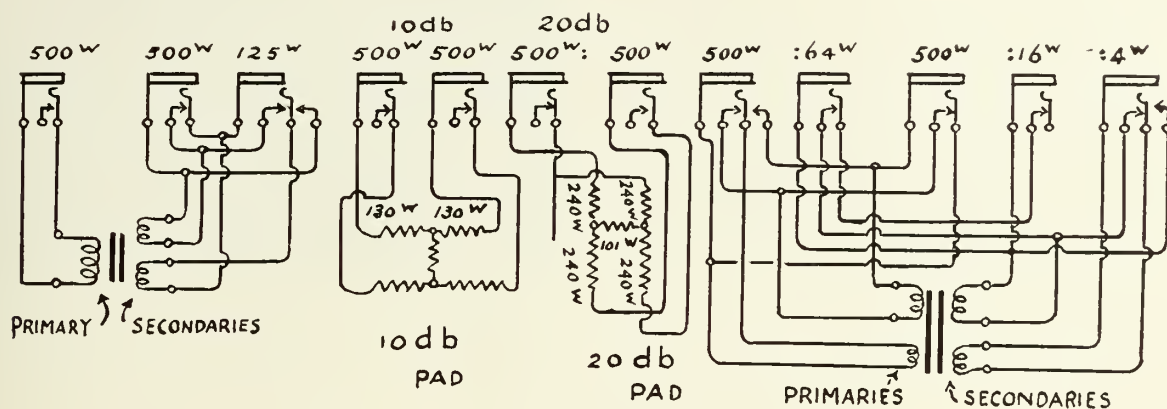 10db 20db
500w 500w 125w 500w 500w 500w: 500w 500w :64w 500w :16w :4w
130w 130w
240w 240w
101w
240w 240w
PRIMARY SECONDARIES
10db
PAD
20db
PAD
PRIMARIES SECONDARIES